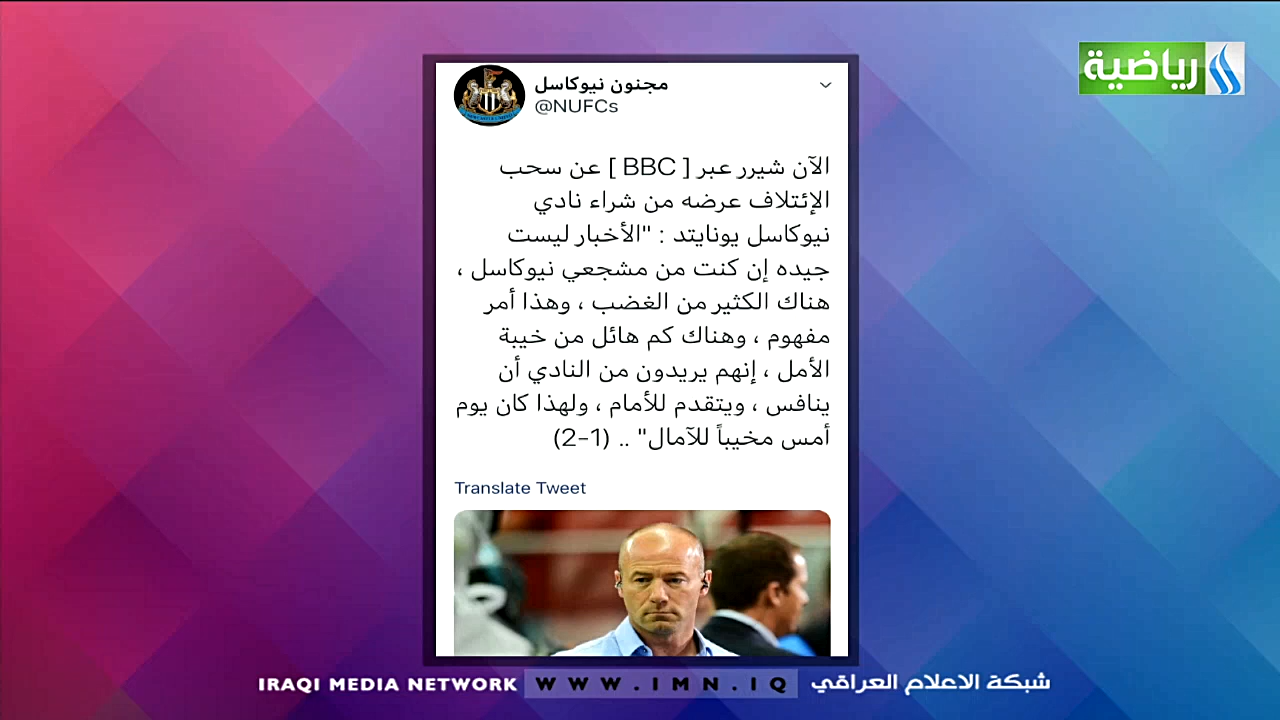 رياضية
مجنون نيوكاسل
@NUFCs
الآن شيرر عبر [ BBC ] عن سحب
الإئتلاف عرضه من شراء نادي
نيوكاسل يونايتد : "الأخبار ليست
جيده إن كنت من مشجعي نيوكاسل ،
هناك الكثير من الغضب ، وهذا أمر
مفهوم ، وهناك كم هائل من خيبة
الأمل ، إنهم يريدون من النادي أن
ينافس ، ويتقدم للأمام ، ولهذا كان يوم
أمس مخيباً للآمال" .. (1-2)
Translate Tweet
IRAQI MEDIA NETWORK WWW.IMN.IQ شبكة الاعلام العراقي